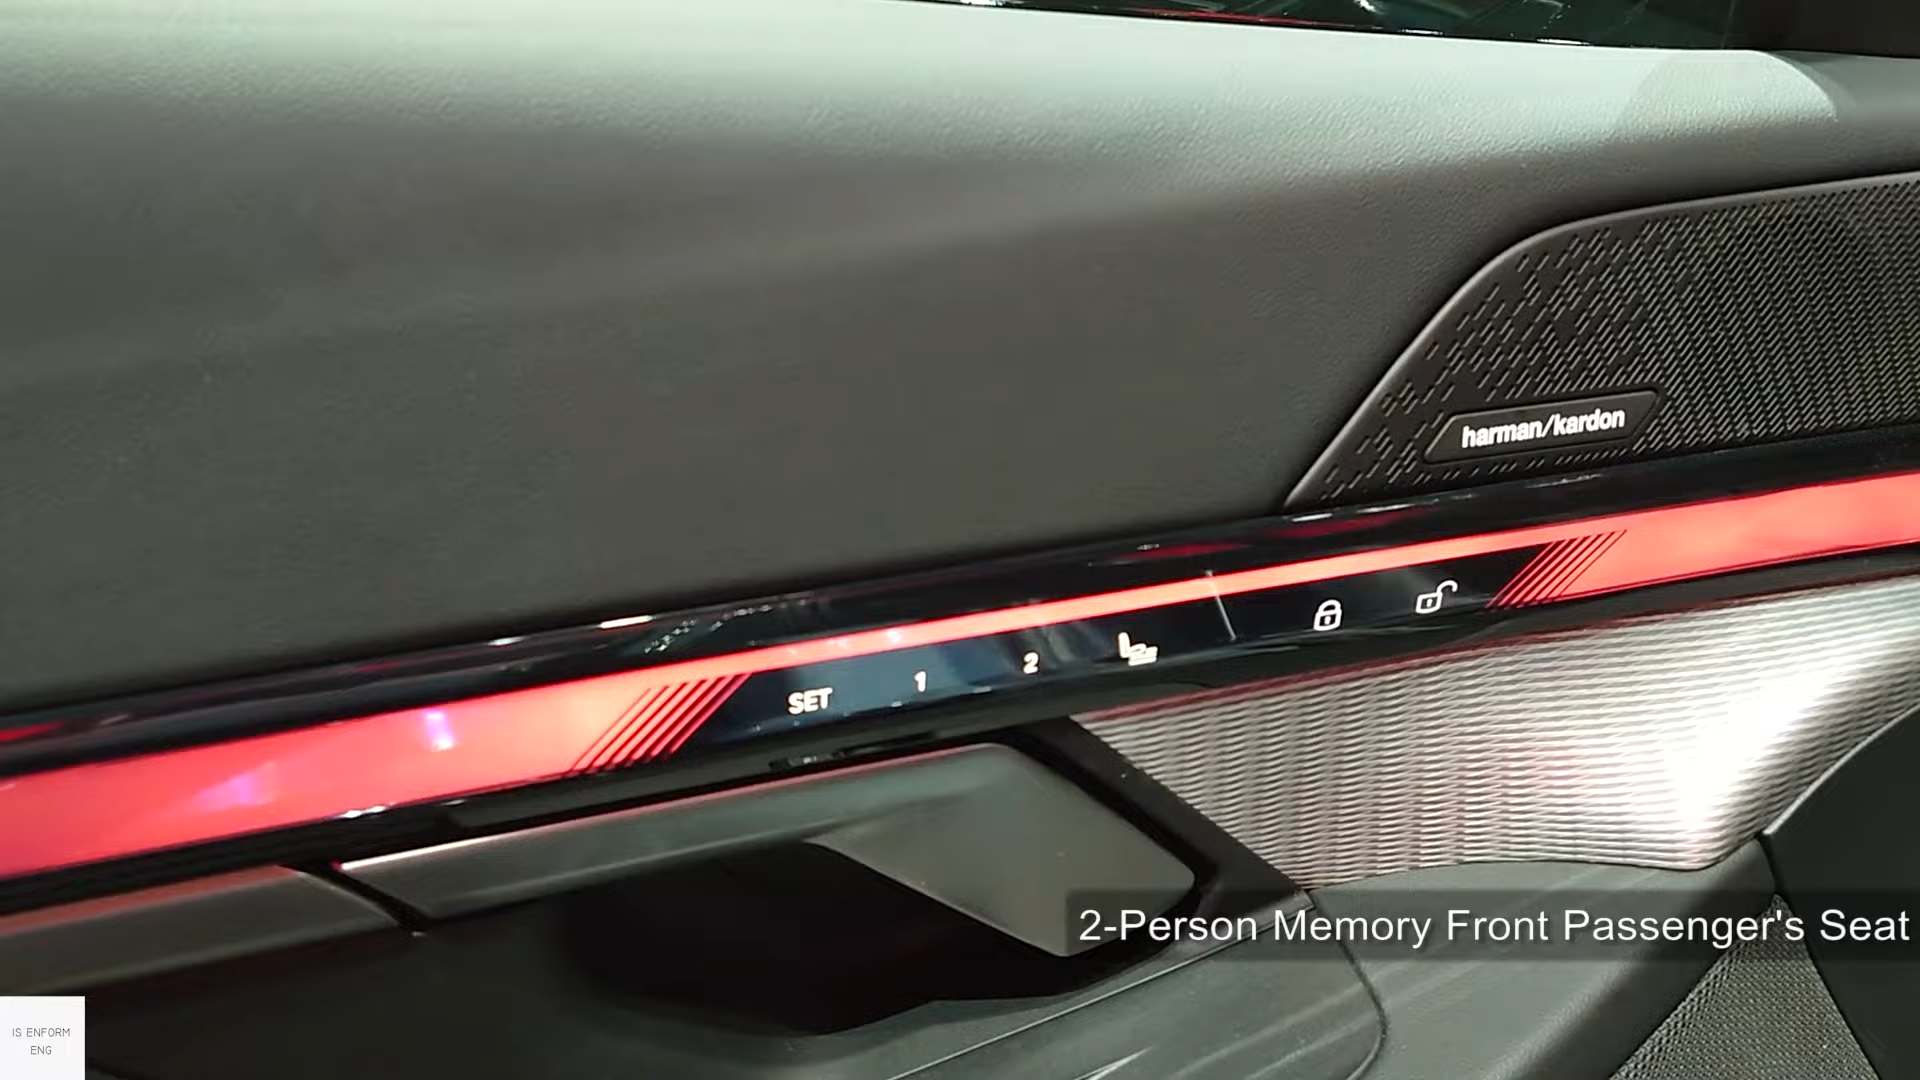 harman/kardon
SET 1 2
2-Person Memory Front Passenger's Seat
IS ENFORM
ENG